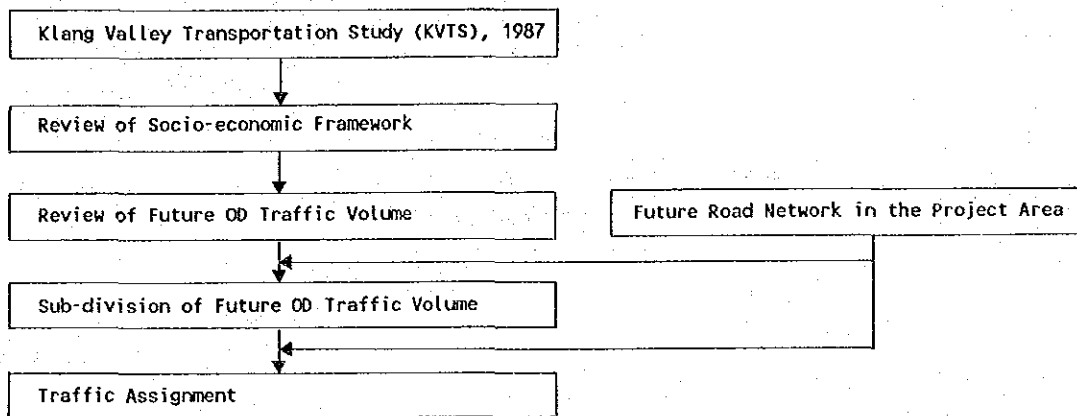 Klang Valley Transportation Study (KVTS), 1987
Review of Socio-economic Framework
Review of Future OD Traffic Volume
Future Road Network in the Project Area
Sub-division of Future OD Traffic Volume
Traffic Assignment